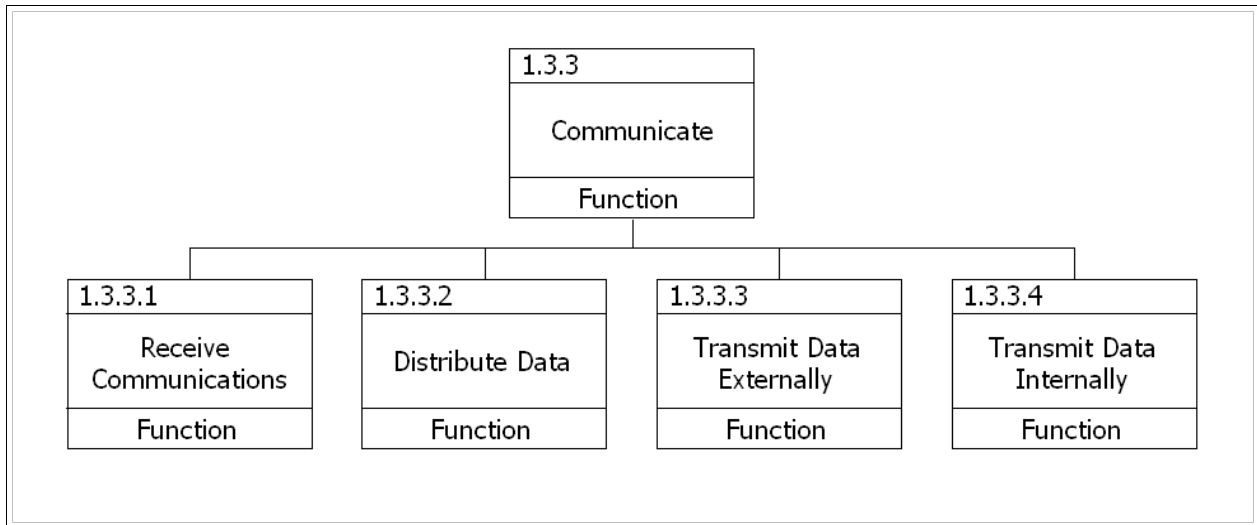 1.3.3
Communicate
Function
1.3.3.1
Receive
Communications
Function
1.3.3.2
Distribute Data
Function
1.3.3.3
Transmit Data
Externally
Function
1.3.3.4
Transmit Data
Internally
Function